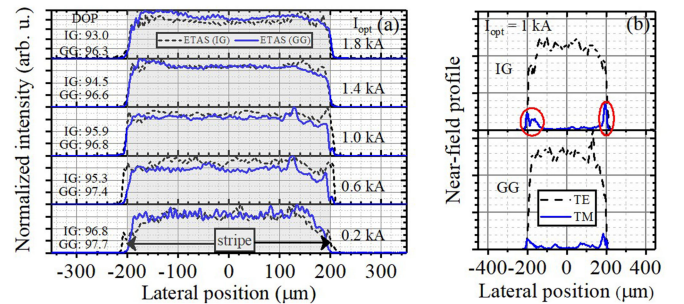 DOP
I_opt (a)
ETAS (IG) ETAS (GG)
IG: 93.0
GG: 96.3
1.8 kA
IG: 94.5
GG: 96.6
1.4 kA
IG: 95.9
GG: 96.8
1.0 kA
IG: 95.3
GG: 97.4
0.6 kA
IG: 96.8
GG: 97.7
0.2 kA
stripe
Normalized intensity (arb. u.)
-300 -200 -100 0 100 200 300
Lateral position (μm)
I_opt = 1 kA (b)
IG
GG
TE
TM
Near-field profile
-400 -200 0 200 400
Lateral position (μm)